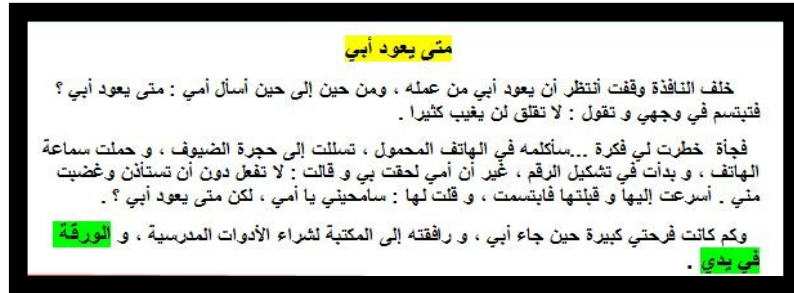 متى يعود أبي
خلف النافذة وقفت أنتظر أن يعود أبي من عمله ، ومن حين إلى حين أسأل أمي : متى يعود أبي ؟
فتبتسم في وجهي و تقول : لا تقلق لن يغيب كثيرا .
فجأة خطرت لي فكرة ...سأكلمه في الهاتف المحمول ، تسللت إلى حجرة الضيوف ، و حملت سماعة
الهاتف ، و بدأت في تشكيل الرقم ، غير أن أمي لحقت بي و قالت : لا تفعل دون أن تستأذن وغضبت
مني . أسرعت إليها و قبلتها فابتسمت ، و قلت لها : سامحيني يا أمي ، لكن متى يعود أبي ؟ .
وكم كانت فرحتي كبيرة حين جاء أبي ، و رافقته إلى المكتبة لشراء الأدوات المدرسية ، و الورقة
في يدي .